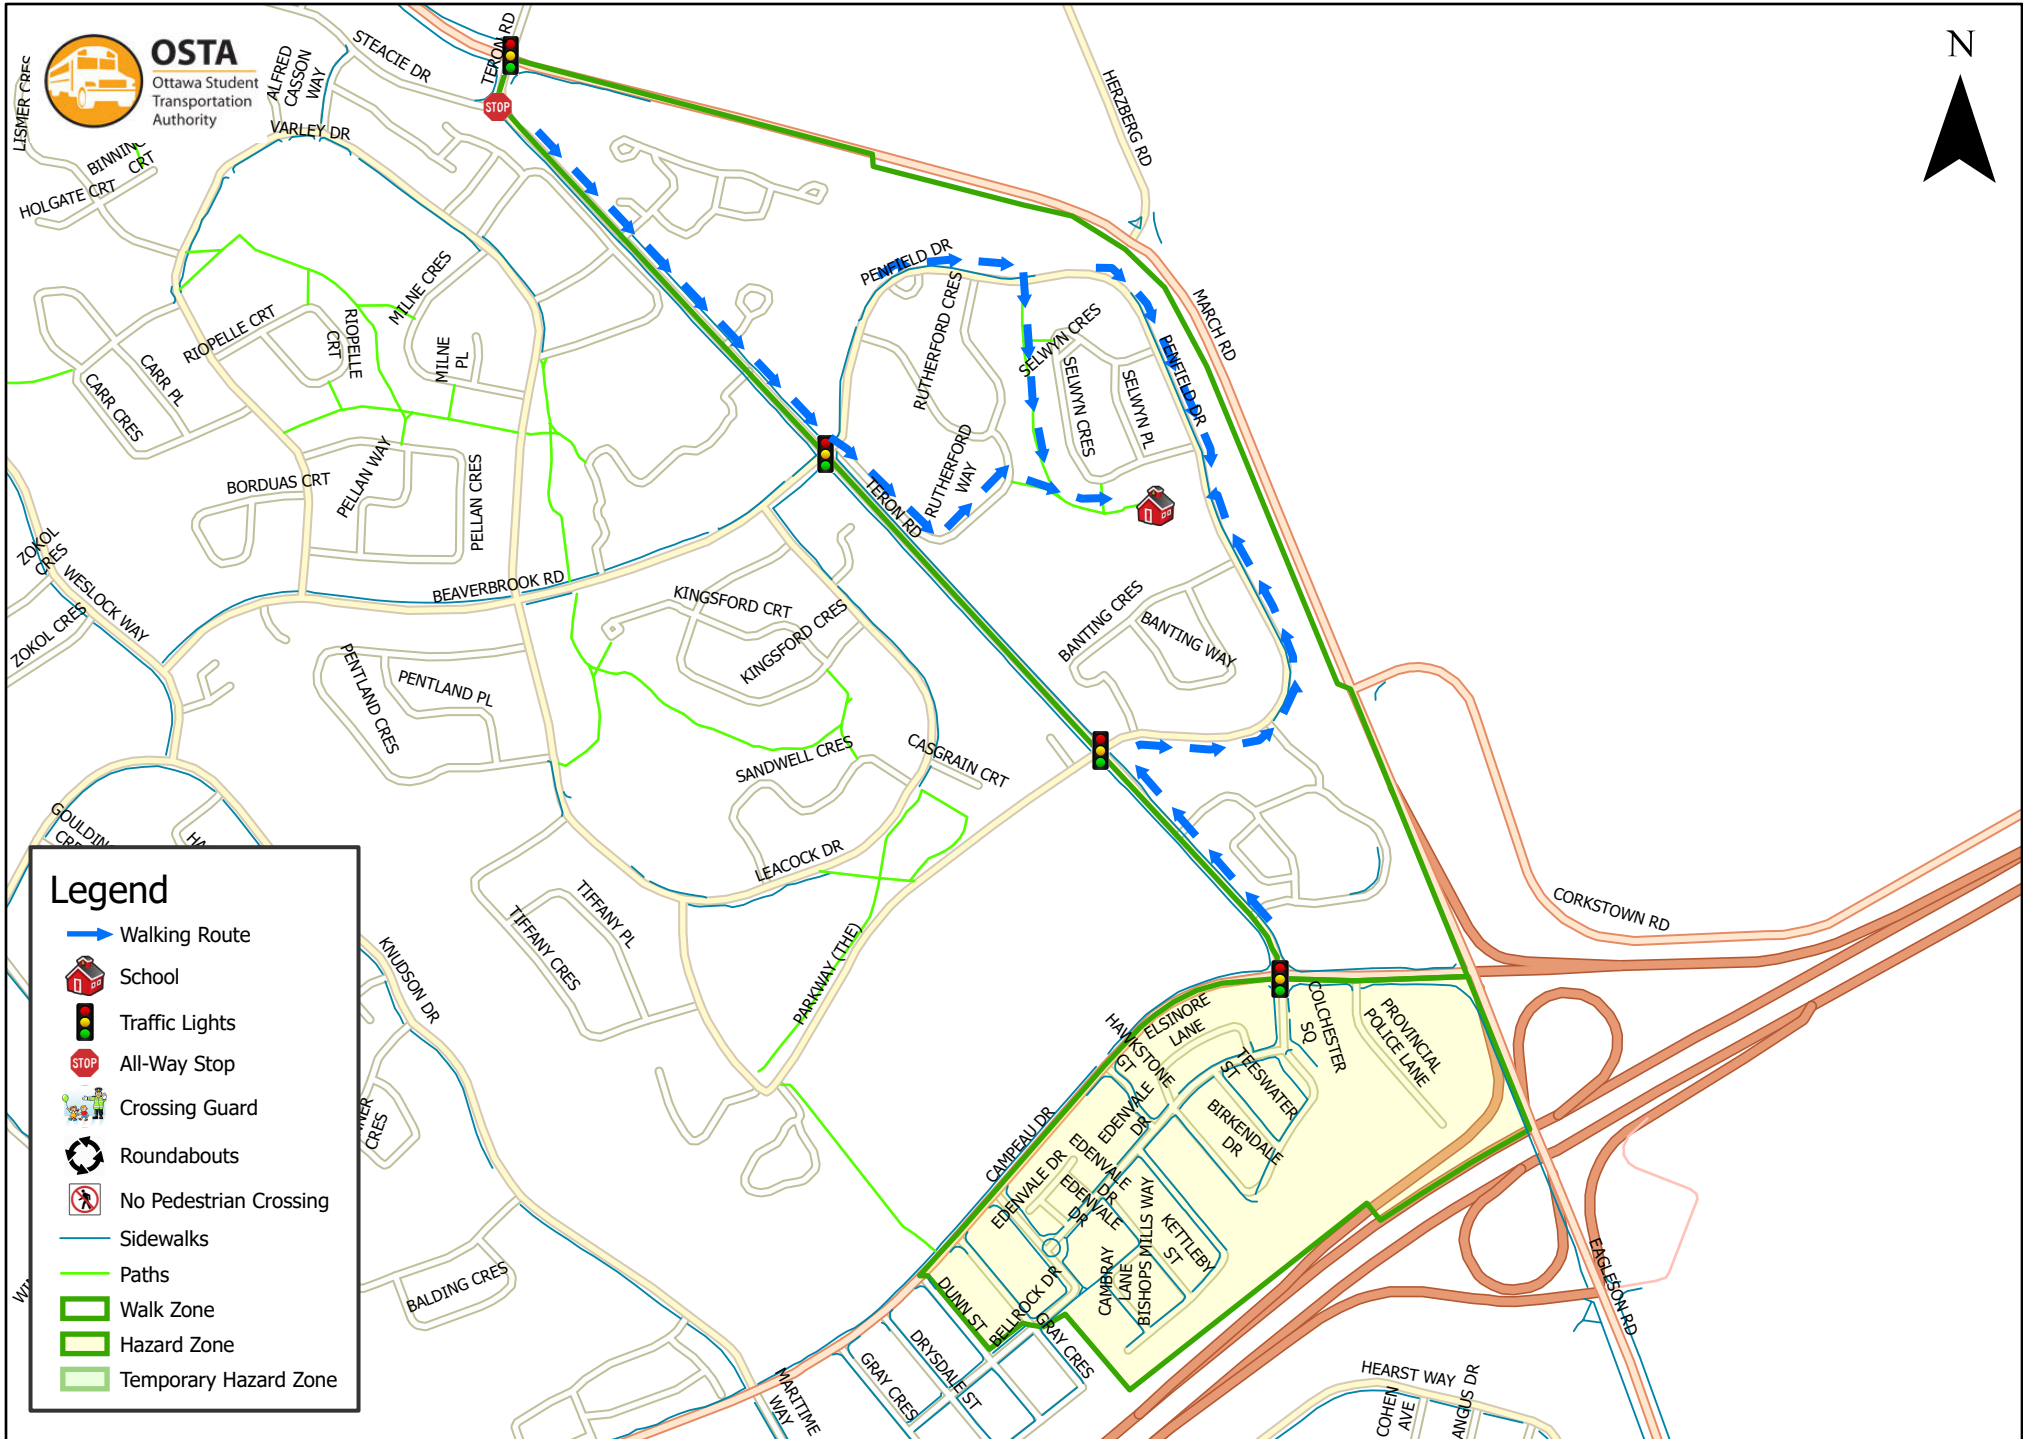 OSTA
Ottawa Student
Transportation
Authority
N
LISMER CRES
ALFRED
CASSON
WAY
STEACIE DR
TERON RD
HERZBERG RD
VARLEY DR
CRT
HOLGATE CRT
PENFIELD DR
MILNE CRES
RIOPELLE CRT
RIOPELLE
CRT
MILNE
PL
RUTHERFORD CRES
SELWYN CRES
MARCH RD
PENFIELD DR
CARR PL
CARR CRES
SELWYN CRES
SELWYN PL
PELLAN WAY
PELLAN CRES
BORDUAS CRT
RUTHERFORD
WAY
TERON RD
ZOKOL
CRES
WESLOCK WAY
ZOKOL CRES
BEAVERBROOK RD
KINGSFORD CRT
KINGSFORD CRES
BANTING CRES
BANTING WAY
PENTLAND CRES
PENTLAND PL
SANDWELL CRES
CASGRAIN CRT
LEACOCK DR
TIFFANY PL
TIFFANY CRES
PARKWAY (THE)
KNUDSON DR
CORKSTOWN RD
ELSINORE
LANE
HAWKSTONE
GT
COLCHESTER
SQ
PROVINCIAL
POLICE LANE
TEESWATER
ST
BIRKENDALE
DR
EDENVALE
DR
EDENVALE
DR
EDENVALE
DR
EDENVALE DR
CAMPEAU DR
BISHOPS MILLS WAY
KETTLEBY
ST
CAMBRAY
LANE
BELLROCK DR
DUNN ST
GRAY CRES
DRYSDALE ST
GRAY CRES
BALDING CRES
MARITIME
WAY
EAGLESON RD
HEARST WAY
COHEN
AVE
ANGUS DR
CRES
Legend
Walking Route
School
Traffic Lights
STOP
All-Way Stop
Crossing Guard
Roundabouts
No Pedestrian Crossing
Sidewalks
Paths
Walk Zone
Hazard Zone
Temporary Hazard Zone
STOP